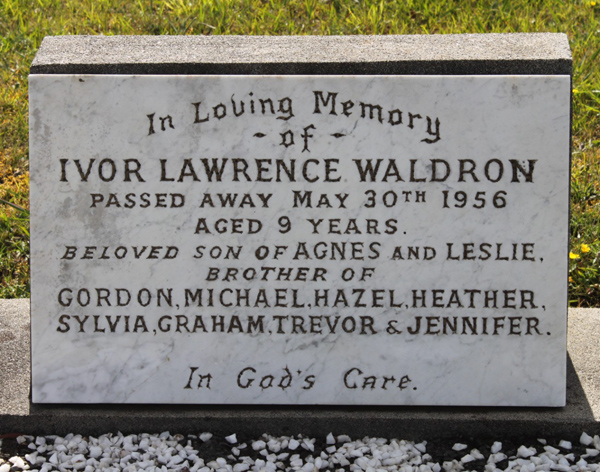 In Loving Memory
- of -
IVOR LAWRENCE WALDRON
PASSED AWAY MAY 30TH 1956
AGED 9 YEARS.
BELOVED SON OF AGNES AND LESLIE,
BROTHER OF
GORDON, MICHAEL, HAZEL, HEATHER,
SYLVIA, GRAHAM, TREVOR & JENNIFER.
In God's Care.